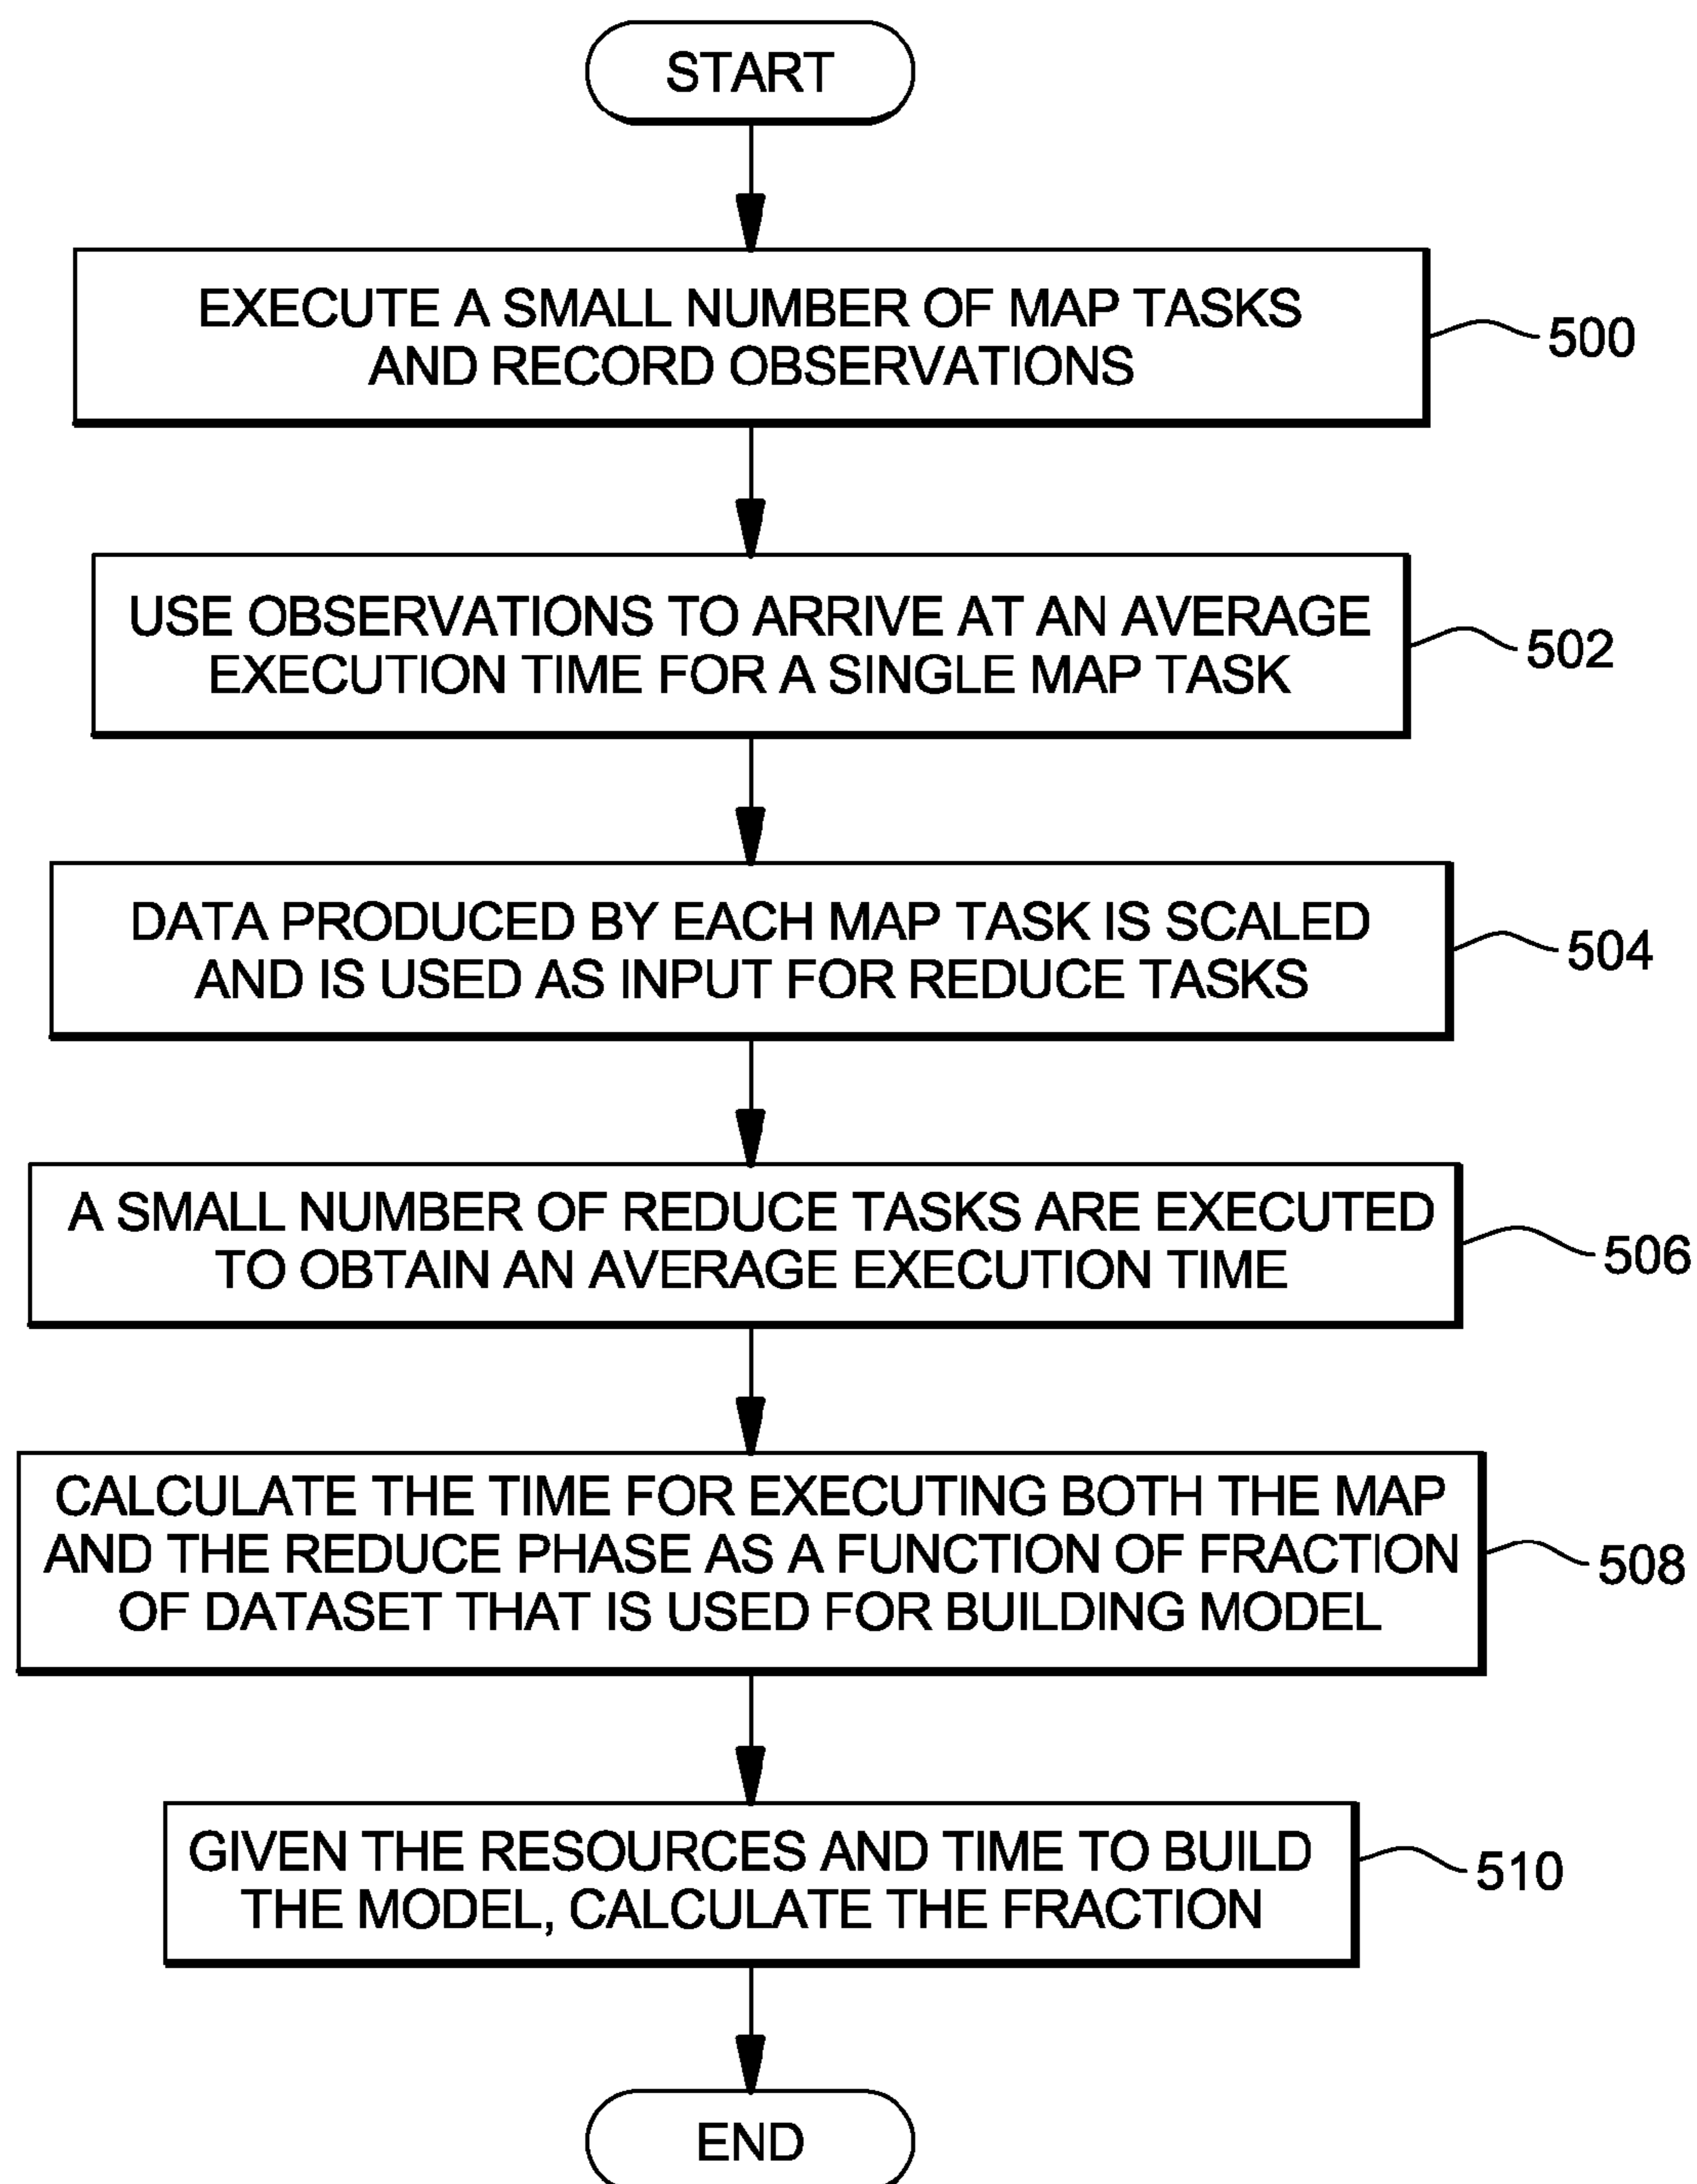 START
EXECUTE A SMALL NUMBER OF MAP TASKS
AND RECORD OBSERVATIONS
500
USE OBSERVATIONS TO ARRIVE AT AN AVERAGE
EXECUTION TIME FOR A SINGLE MAP TASK
502
DATA PRODUCED BY EACH MAP TASK IS SCALED
AND IS USED AS INPUT FOR REDUCE TASKS
504
A SMALL NUMBER OF REDUCE TASKS ARE EXECUTED
TO OBTAIN AN AVERAGE EXECUTION TIME
506
CALCULATE THE TIME FOR EXECUTING BOTH THE MAP
AND THE REDUCE PHASE AS A FUNCTION OF FRACTION
OF DATASET THAT IS USED FOR BUILDING MODEL
508
GIVEN THE RESOURCES AND TIME TO BUILD
THE MODEL, CALCULATE THE FRACTION
510
END